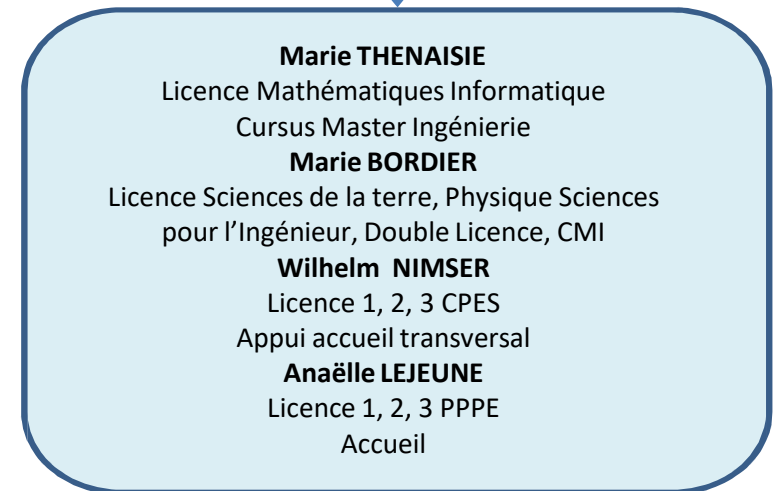 Marie THENAISIE
Licence Mathématiques Informatique
Cursus Master Ingénierie
Marie BORDIER
Licence Sciences de la terre, Physique Sciences
pour l’Ingénieur, Double Licence, CMI
Wilhelm NIMSER
Licence 1, 2, 3 CPES
Appui accueil transversal
Anaëlle LEJEUNE
Licence 1, 2, 3 PPPE
Accueil